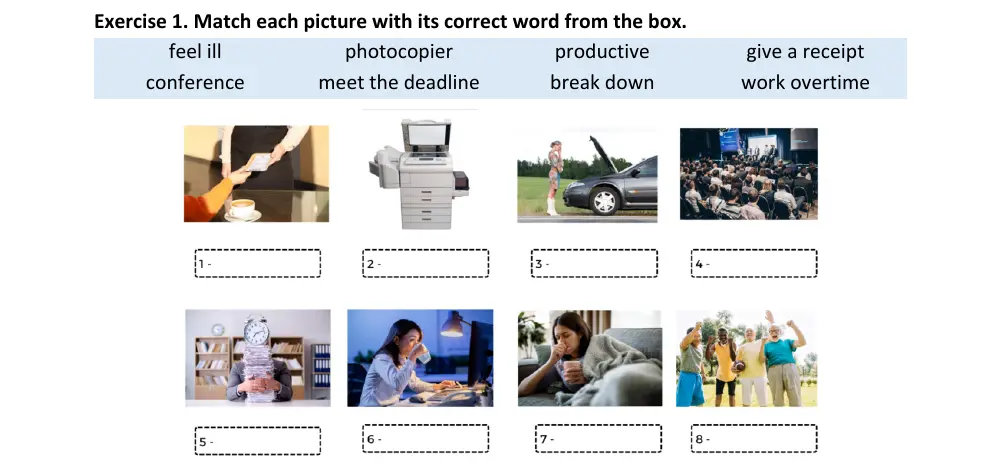 Exercise 1. Match each picture with its correct word from the box.
feel ill photocopier productive give a receipt
conference meet the deadline break down work overtime
1 - 2 - 3 - 4 -
5 - 6 - 7 - 8 -